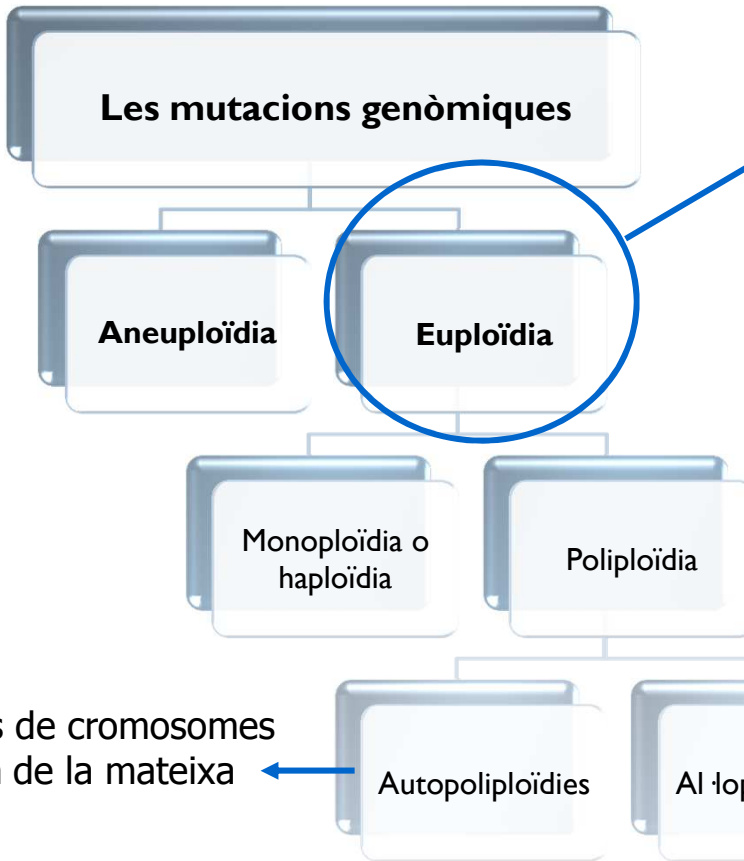 Les mutacions genòmiques
Aneuploïdia
Euploïdia
Monoploïdia o
haploïdia
Poliploïdia
de cromosomes
de la mateixa
Autopoliploïdies